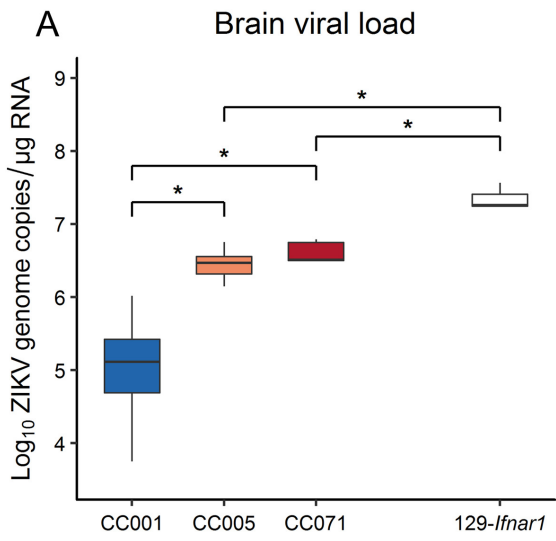 A
Brain viral load
Log₁₀ ZIKV genome copies/µg RNA
9
8
7
6
5
4
*
*
*
*
CC001 CC005 CC071 129-Ifnar1